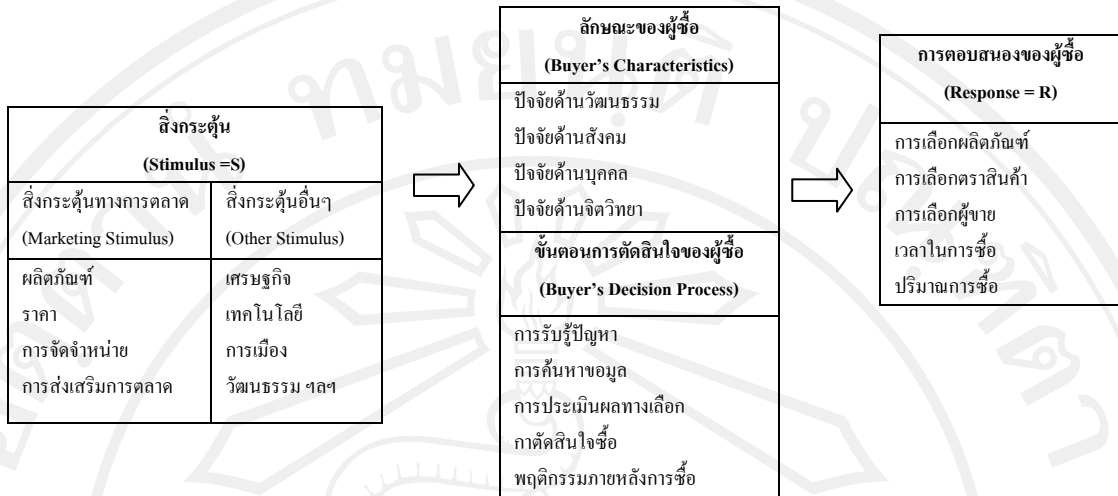 สิ่งกระตุ้น
(Stimulus =S)
สิ่งกระตุ้นทางการตลาด
(Marketing Stimulus)
สิ่งกระตุ้นอื่นๆ
(Other Stimulus)
ผลิตภัณฑ์
ราคา
การจัดจำหน่าย
การส่งเสริมการตลาด
เศรษฐกิจ
เทคโนโลยี
การเมือง
วัฒนธรรม ฯลฯ
ลักษณะของผู้ซื้อ
(Buyer's Characteristics)
ปัจจัยด้านวัฒนธรรม
ปัจจัยด้านสังคม
ปัจจัยด้านบุคคล
ปัจจัยด้านจิตวิทยา
ขั้นตอนการตัดสินใจของผู้ซื้อ
(Buyer's Decision Process)
การรับรู้ปัญหา
การค้นหาขอมูล
การประเมินผลทางเลือก
กาตัดสินใจซื้อ
พฤติกรรมภายหลังการซื้อ
การตอบสนองของผู้ซื้อ
(Response = R)
การเลือกผลิตภัณฑ์
การเลือกตราสินค้า
การเลือกผู้ขาย
เวลาในการซื้อ
ปริมาณการซื้อ